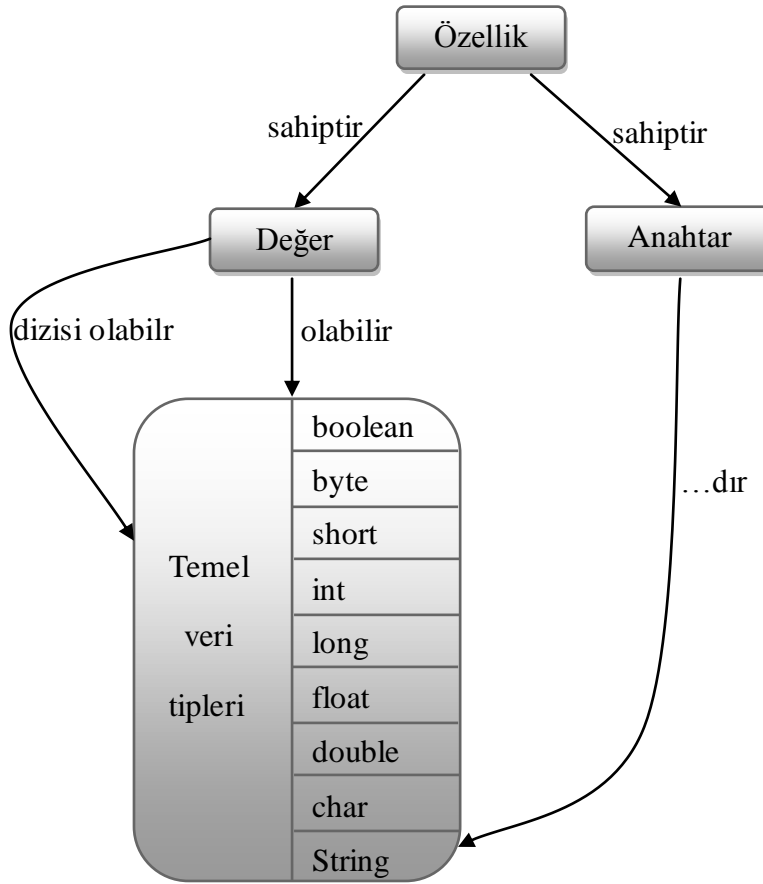 Özellik
sahiptir
sahiptir
Değer
Anahtar
dizisi olabilr
olabilir
boolean
byte
…dır
short
Temel
int
veri
long
tipleri
float
double
char
String